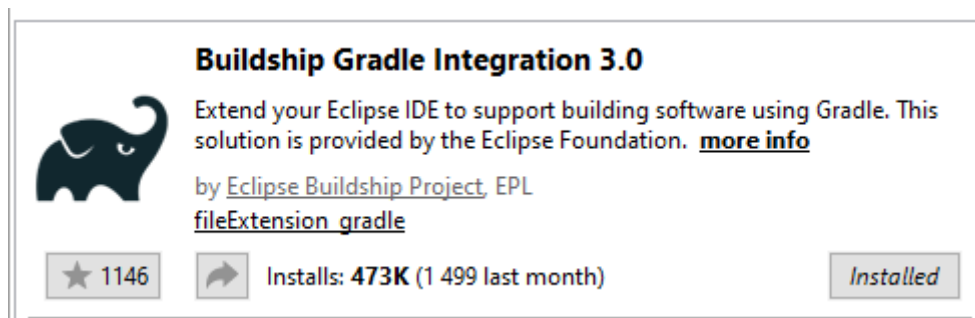 Buildship Gradle Integration 3.0
Extend your Eclipse IDE to support building software using Gradle. This
solution is provided by the Eclipse Foundation. more info
by Eclipse Buildship Project, EPL
fileExtension_gradle
1146 Installs: 473K (1 499 last month) Installed